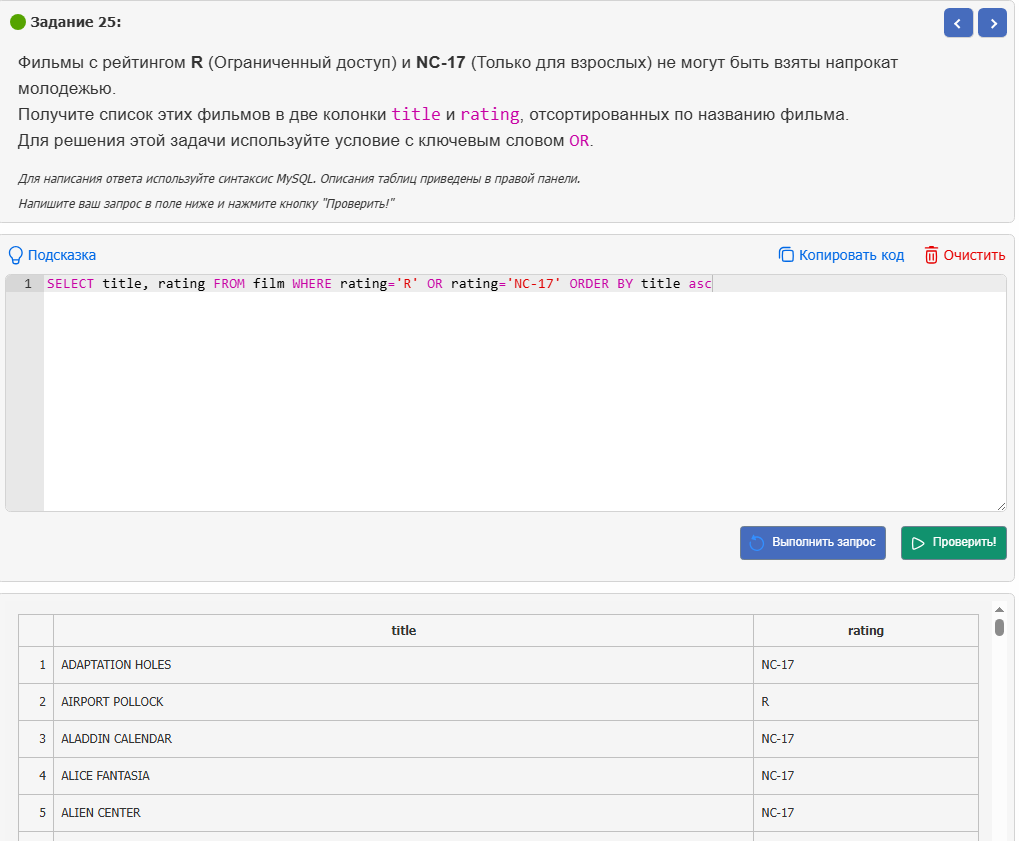 Задание 25:
Фильмы с рейтингом R (Ограниченный доступ) и NC-17 (Только для взрослых) не могут быть взяты напрокат
молодежью.
Получите список этих фильмов в две колонки title и rating, отсортированных по названию фильма.
Для решения этой задачи используйте условие с ключевым словом OR.
Для написания ответа используйте синтаксис MySQL. Описания таблиц приведены в правой панели.
Напишите ваш запрос в поле ниже и нажмите кнопку "Проверить!"
Подсказка Копировать код Очистить
1 SELECT title, rating FROM film WHERE rating='R' OR rating='NC-17' ORDER BY title asc
Выполнить запрос Проверить!
title rating
1 ADAPTATION HOLES NC-17
2 AIRPORT POLLOCK R
3 ALADDIN CALENDAR NC-17
4 ALICE FANTASIA NC-17
5 ALIEN CENTER NC-17